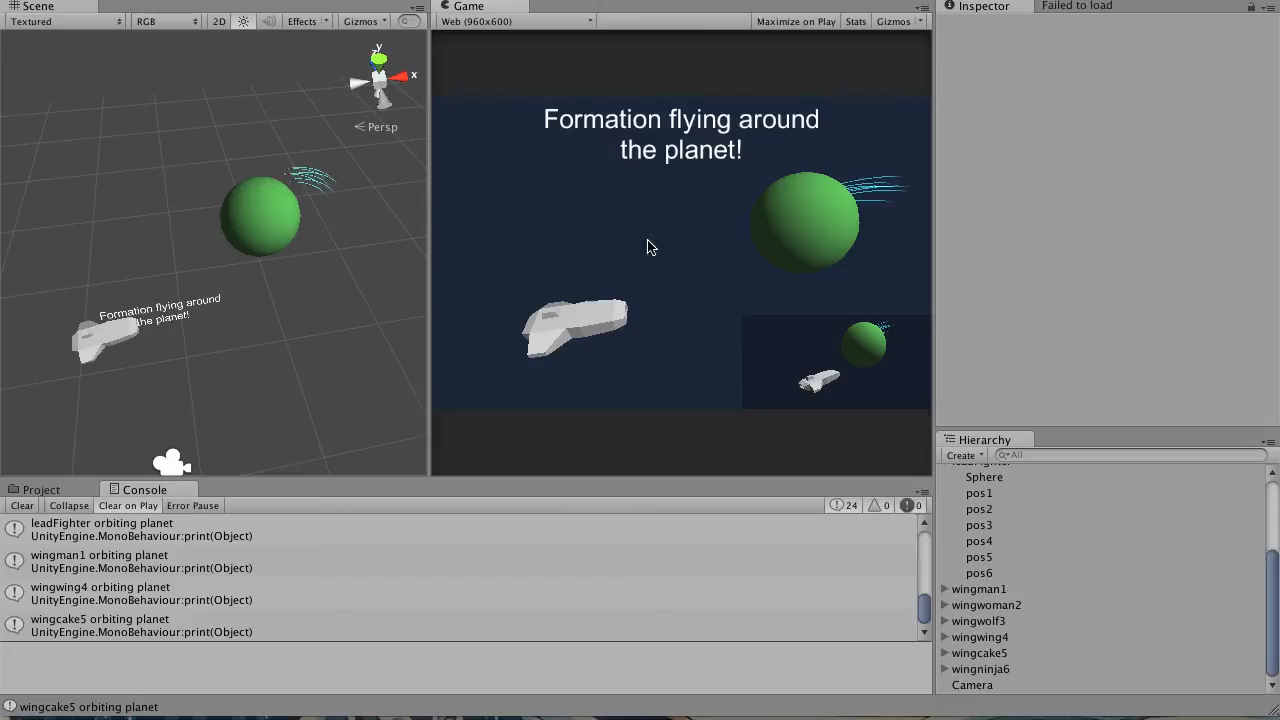 Scene
Textured RGB 2D Effects Gizmos
y
x
Persp
Formation flying around
the planet!
Game
Web (960x600) Maximize on Play Stats Gizmos
Formation flying around
the planet!
Inspector Failed to load
Hierarchy
Create All
Sphere
pos1
pos2
pos3
pos4
pos5
pos6
wingman1
wingwoman2
wingwolf3
wingwing4
wingcake5
wingninja6
Camera
Project Console
Clear Collapse Clear on Play Error Pause 24 0 0
leadFighter orbiting planet
UnityEngine.MonoBehaviour:print(Object)
wingman1 orbiting planet
UnityEngine.MonoBehaviour:print(Object)
wingwing4 orbiting planet
UnityEngine.MonoBehaviour:print(Object)
wingcake5 orbiting planet
UnityEngine.MonoBehaviour:print(Object)
wingcake5 orbiting planet